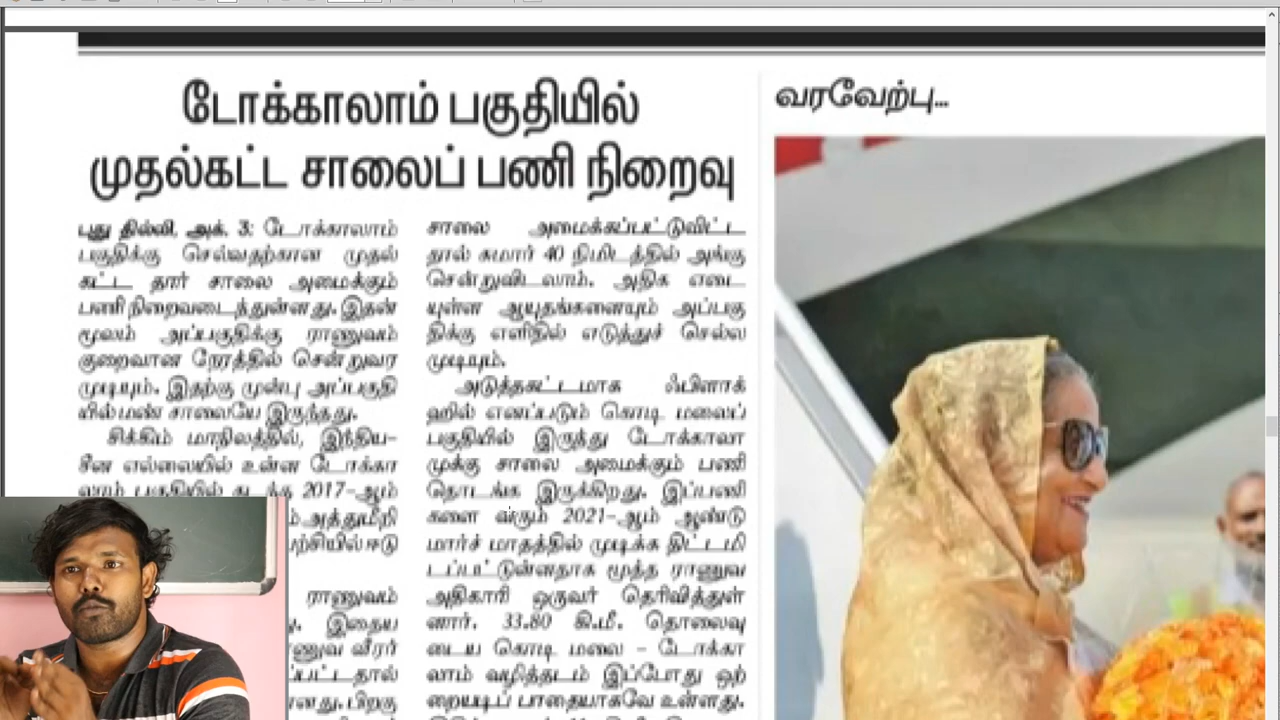 டோக்காலாம் பகுதியில்
முதல்கட்ட சாலைப் பணி நிறைவு
புது தில்லி, அக். 3: டோக்காலாம்
பகுதிக்கு செல்வதற்கான முதல்
கட்ட தார் சாலை அமைக்கும்
பணி நிறைவடைந்துள்ளது. இதன்
மூலம் அப்பகுதிக்கு ராணுவம்
குறைவான நேரத்தில் சென்றுவர
முடியும். இதற்கு முன்பு அப்பகுதி
யில் மண் சாலையே இருந்தது.
சிக்கிம் மாநிலத்தில், இந்திய-
சீன எல்லையில் உள்ள டோக்கா
லாம் பகுதியில் கடந்த 2017-ஆம்
அத்துமீறி
ஈடு
ராணுவம்
இதைய
வீரர்
பிறகு
சாலை அமைக்கப்பட்டுவிட்ட
தால் சுமார் 40 நிமிடத்தில் அங்கு
சென்றுவிடலாம். அதிக எடை
யுள்ள ஆயுதங்களையும் அப்பகு
திக்கு எளிதில் எடுத்துச் செல்ல
முடியும்.
அடுத்தகட்டமாக ஃபிளாக்
ஹில் எனப்படும் கொடி மலைப்
பகுதியில் இருந்து டோக்காலா
முக்கு சாலை அமைக்கும் பணி
தொடங்க இருக்கிறது. இப்பணி
களை வரும் 2021-ஆம் ஆண்டு
மார்ச் மாதத்தில் முடிக்க திட்டமி
டப்பட்டுள்ளதாக மூத்த ராணுவ
அதிகாரி ஒருவர் தெரிவித்துள்
ளார். 33.80 கி.மீ. தொலைவு
டைய கொடி மலை - டோக்கா
லாம் வழித்தடம் இப்போது ஒற்
றையடிப் பாதையாகவே உள்ளது.
வரவேற்பு...